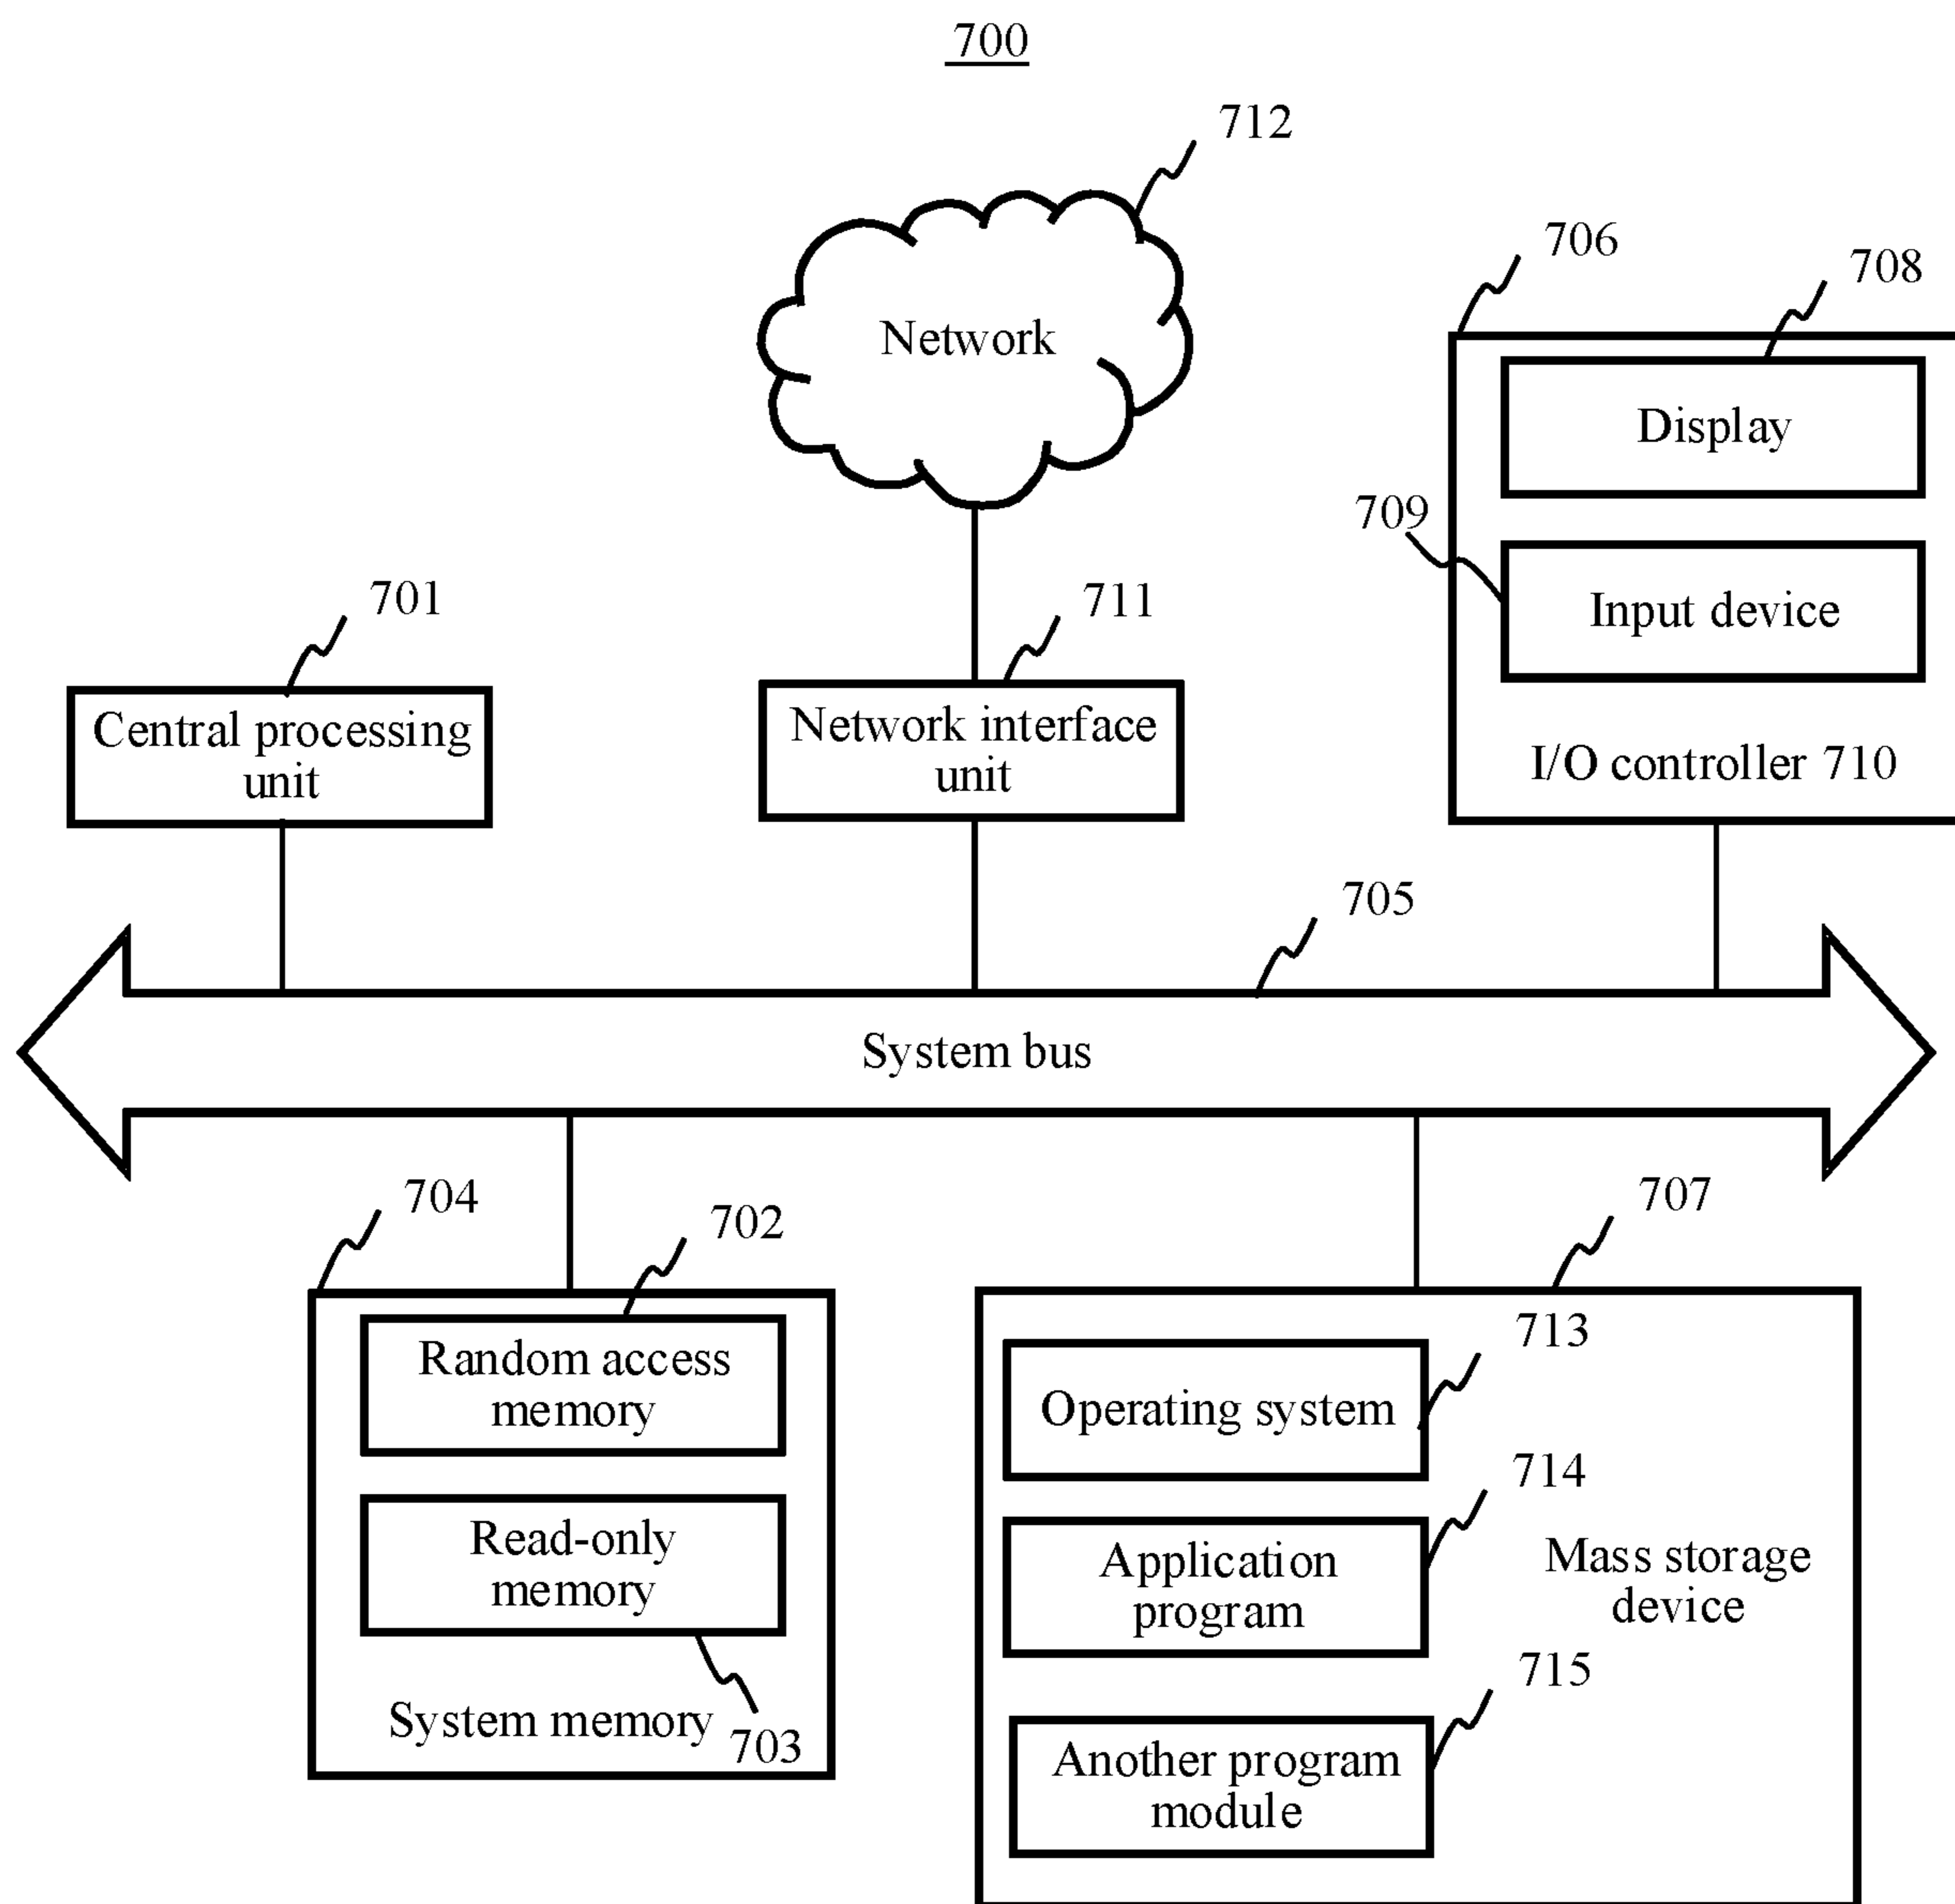 700
712
Network
706
708
Display
709
Input device
I/O controller 710
701
Central processing
unit
711
Network interface
unit
705
System bus
704
702
Random access
memory
Read-only
memory
System memory
703
707
713
Operating system
714
Application
program
Mass storage
device
715
Another program
module